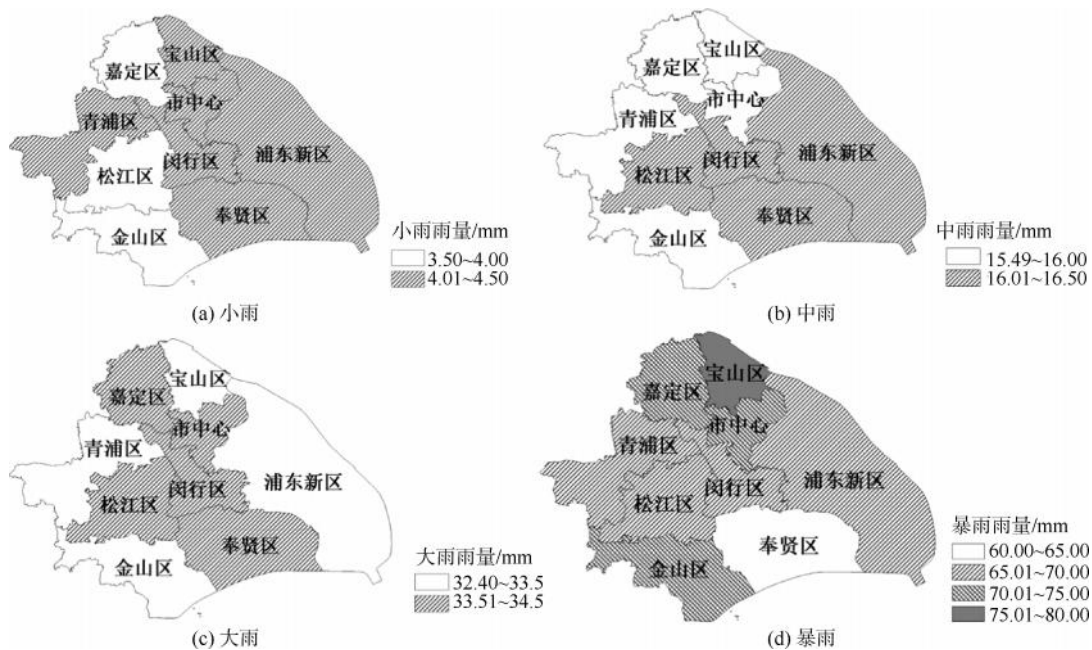 宝山区
嘉定区
市中心
青浦区
浦东新区
松江区
闵行区
奉贤区
金山区
小雨雨量/mm
3.50~4.00
4.01~4.50
(a) 小雨
宝山区
嘉定区
市中心
青浦区
浦东新区
松江区
闵行区
奉贤区
金山区
中雨雨量/mm
15.49~16.00
16.01~16.50
(b) 中雨
宝山区
嘉定区
市中心
青浦区
浦东新区
松江区
闵行区
奉贤区
金山区
大雨雨量/mm
32.40~33.5
33.51~34.5
(c) 大雨
宝山区
嘉定区
市中心
青浦区
浦东新区
松江区
闵行区
奉贤区
金山区
暴雨雨量/mm
60.00~65.00
65.01~70.00
70.01~75.00
75.01~80.00
(d) 暴雨